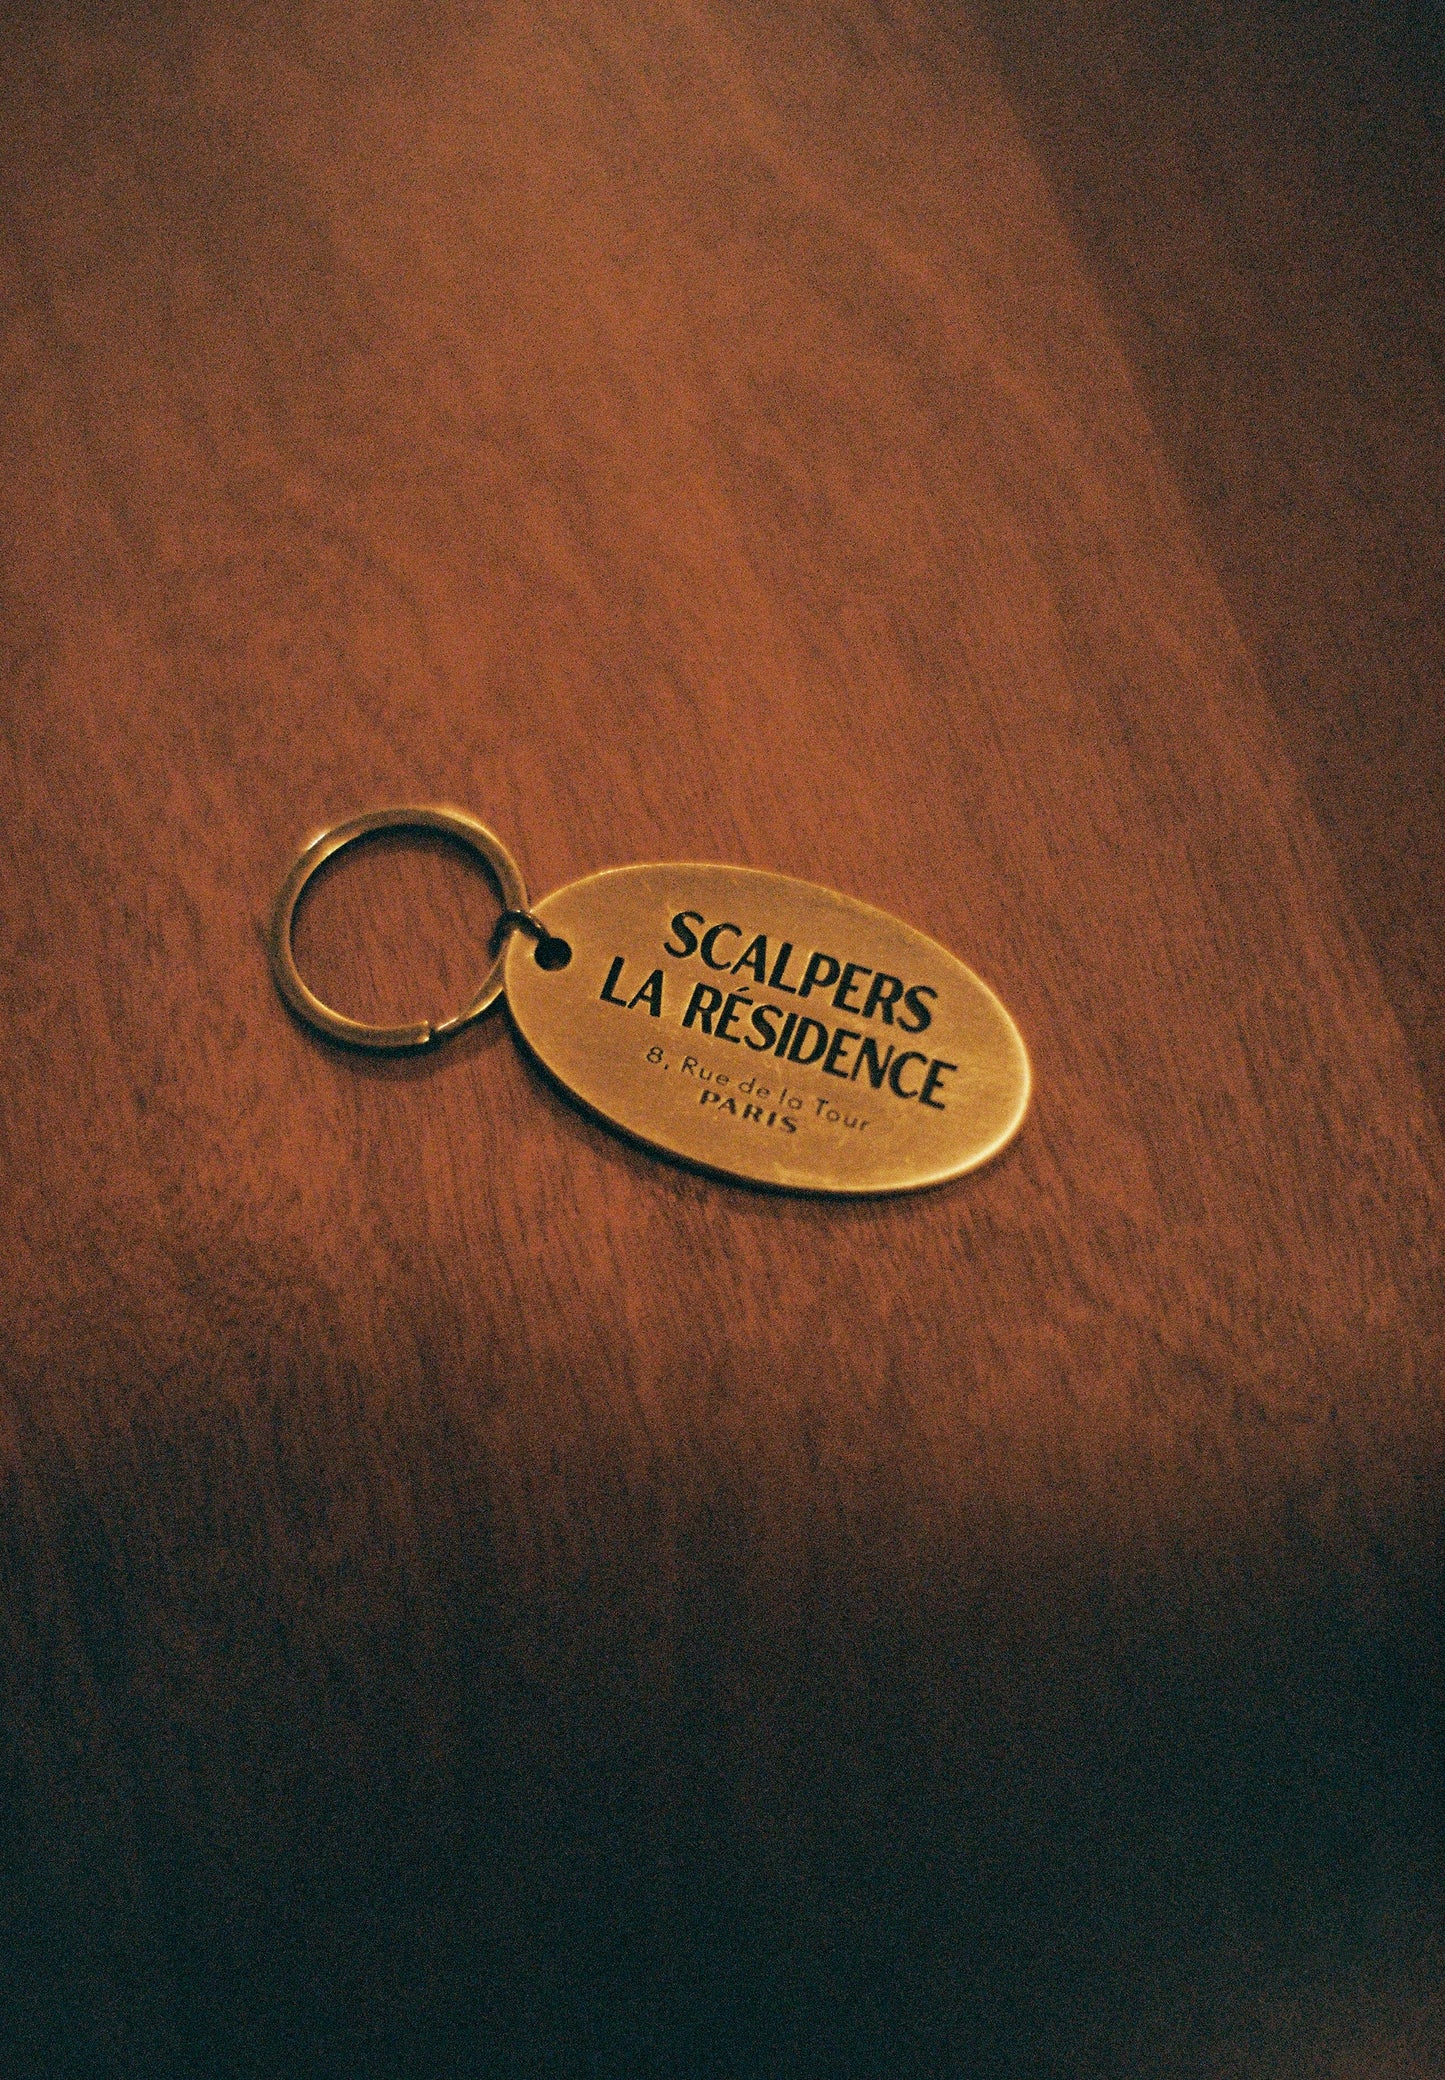 SCALPERS
LA RÉSIDENCE
8, Rue de la Tour
PARIS